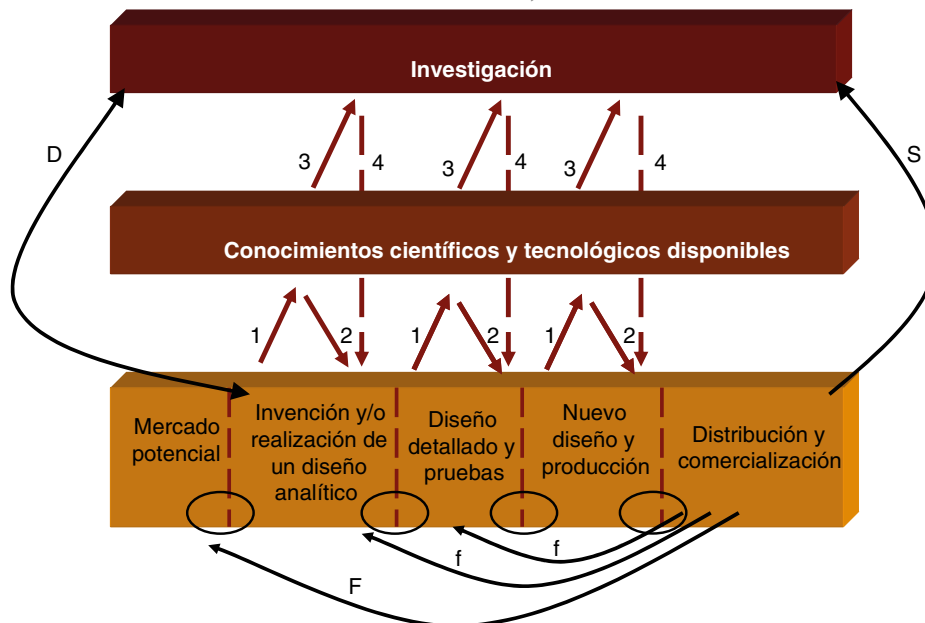 Investigación
D
S
3 4 3 4 3 4
Conocimientos científicos y tecnológicos disponibles
1 2 1 2 1 2
Mercado
potencial
Invención y/o
realización de
un diseño
analítico
Diseño
detallado y
pruebas
Nuevo
diseño y
producción
Distribución y
comercialización
f
f
F